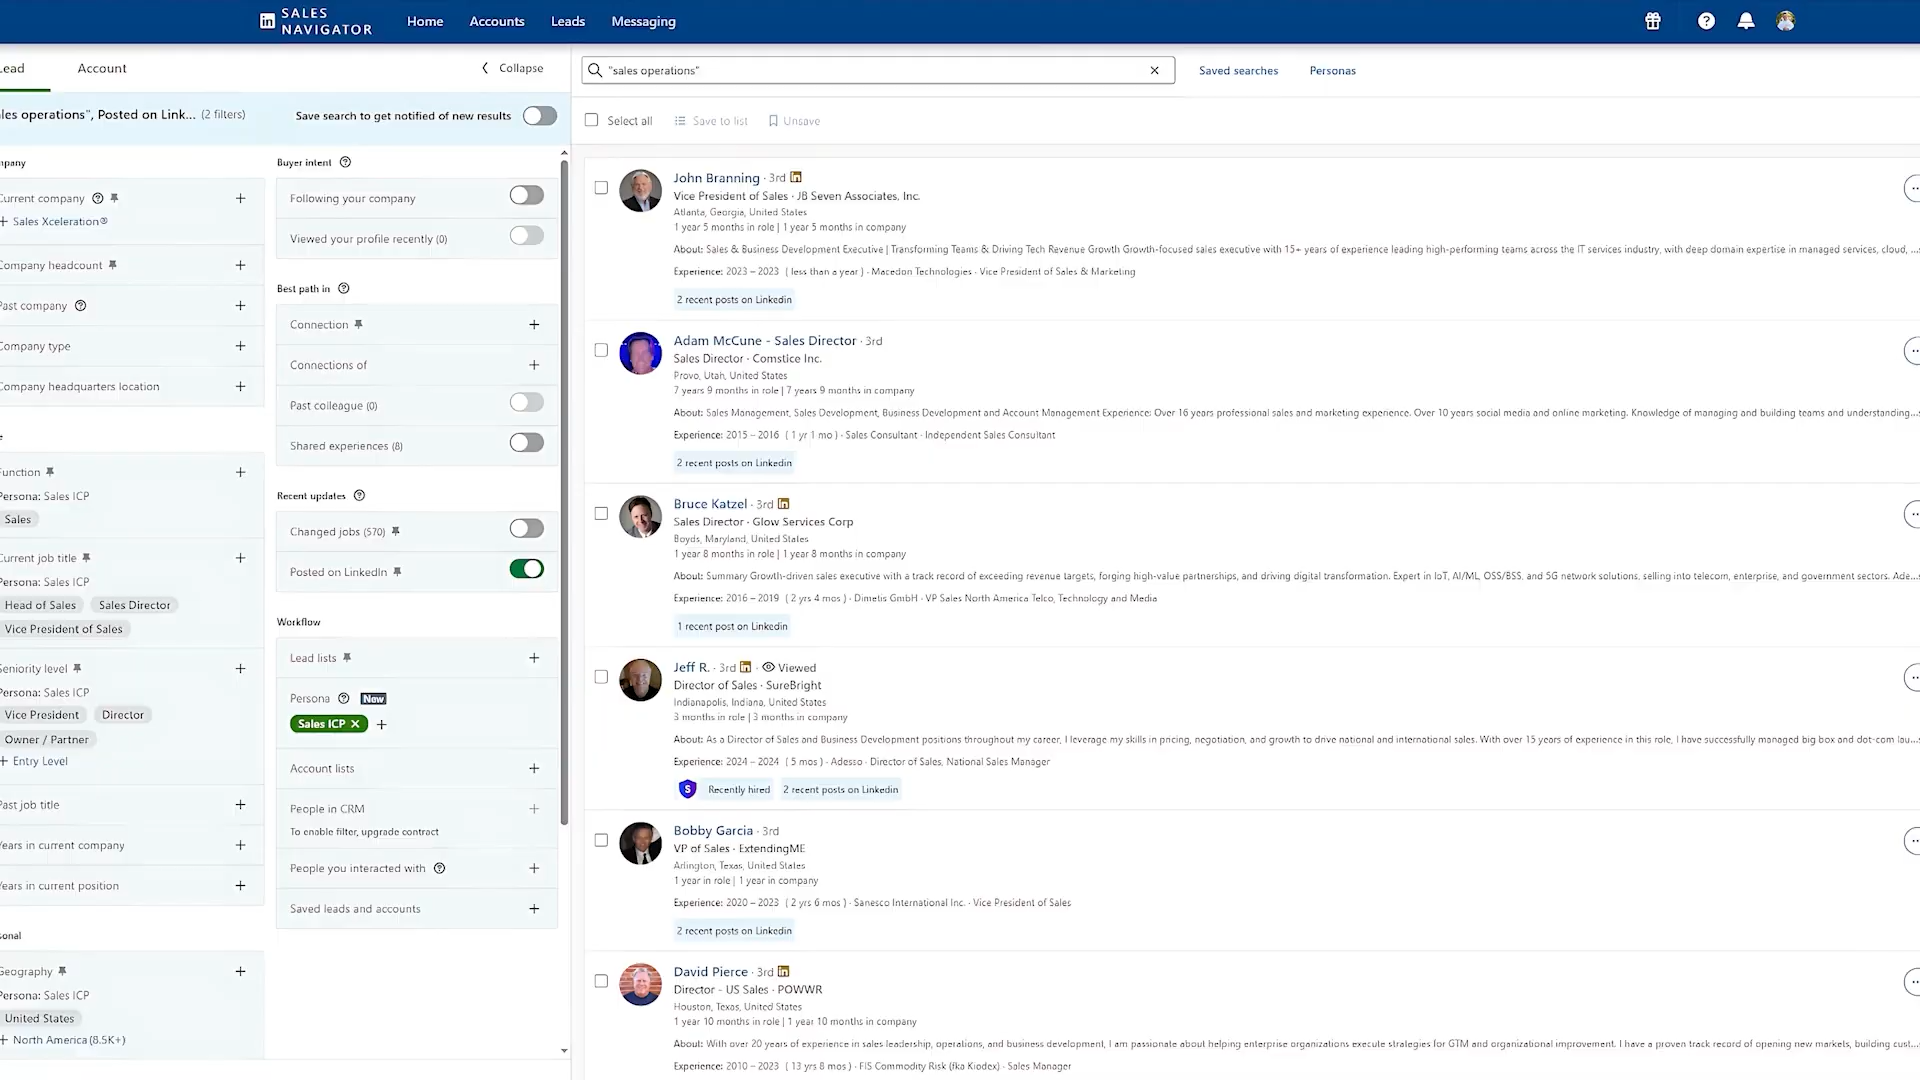 in SALES NAVIGATOR
Home Accounts Leads Messaging
Lead Account Collapse
les operations", Posted on Link... (2 filters)
Save search to get notified of new results
mpany
Current company
+ Sales Xceleration®
Company headcount
Past company
Company type
Company headquarters location
Function
Persona: Sales ICP
Sales
Current job title
Persona: Sales ICP
Head of Sales Sales Director
Vice President of Sales
Seniority level
Persona: Sales ICP
Vice President Director
Owner / Partner
+ Entry Level
Past job title
Years in current company
Years in current position
sonal
Geography
Persona: Sales ICP
United States
+ North America (8.5K+)
Buyer intent
Following your company
Viewed your profile recently (0)
Best path in
Connection
Connections of
Past colleague (0)
Shared experiences (8)
Recent updates
Changed jobs (570)
Posted on LinkedIn
Workflow
Lead lists
Persona New
Sales ICP
Account lists
People in CRM
To enable filter, upgrade contract
People you interacted with
Saved leads and accounts
"sales operations"
Saved searches Personas
Select all Save to list Unsave
John Branning · 3rd
Vice President of Sales · JB Seven Associates, Inc.
Atlanta, Georgia, United States
1 year 5 months in role | 1 year 5 months in company
About: Sales & Business Development Executive | Transforming Teams & Driving Tech Revenue Growth Growth-focused sales executive with 15+ years of experience leading high-performing teams across the IT services industry, with deep domain expertise in managed services, cloud, ...
Experience: 2023 – 2023 ( less than a year ) · Macedon Technologies · Vice President of Sales & Marketing
2 recent posts on Linkedin
Adam McCune - Sales Director · 3rd
Sales Director · Comstice Inc.
Provo, Utah, United States
7 years 9 months in role | 7 years 9 months in company
About: Sales Management, Sales Development, Business Development and Account Management Experience: Over 16 years professional sales and marketing experience. Over 10 years social media and online marketing. Knowledge of managing and building teams and understanding...
Experience: 2015 – 2016 ( 1 yr 1 mo ) · Sales Consultant · Independent Sales Consultant
2 recent posts on Linkedin
Bruce Katzel · 3rd
Sales Director · Glow Services Corp
Boyds, Maryland, United States
1 year 8 months in role | 1 year 8 months in company
About: Summary Growth-driven sales executive with a track record of exceeding revenue targets, forging high-value partnerships, and driving digital transformation. Expert in IoT, AI/ML, OSS/BSS, and 5G network solutions, selling into telecom, enterprise, and government sectors. Ade...
Experience: 2016 – 2019 ( 2 yrs 4 mos ) · Dimetis GmbH · VP Sales North America Telco, Technology and Media
1 recent post on Linkedin
Jeff R. · 3rd · Viewed
Director of Sales · SureBright
Indianapolis, Indiana, United States
3 months in role | 3 months in company
About: As a Director of Sales and Business Development positions throughout my career, I leverage my skills in pricing, negotiation, and growth to drive national and international sales. With over 15 years of experience in this role, I have successfully managed big box and dot-com lau...
Experience: 2024 – 2024 ( 5 mos ) · Adesso · Director of Sales, National Sales Manager
S Recently hired 2 recent posts on Linkedin
Bobby Garcia · 3rd
VP of Sales · ExtendingME
Arlington, Texas, United States
1 year in role | 1 year in company
Experience: 2020 – 2023 ( 2 yrs 6 mos ) · Sanesco International Inc. · Vice President of Sales
2 recent posts on Linkedin
David Pierce · 3rd
Director - US Sales · POWWR
Houston, Texas, United States
1 year 10 months in role | 1 year 10 months in company
About: With over 20 years of experience in sales leadership, operations, and business development, I am passionate about helping enterprise organizations execute strategies for GTM and organizational improvement. I have a proven track record of opening new markets, building cust...
Experience: 2010 – 2023 ( 13 yrs 8 mos ) · FIS Commodity Risk (fka Kiodex) · Sales Manager